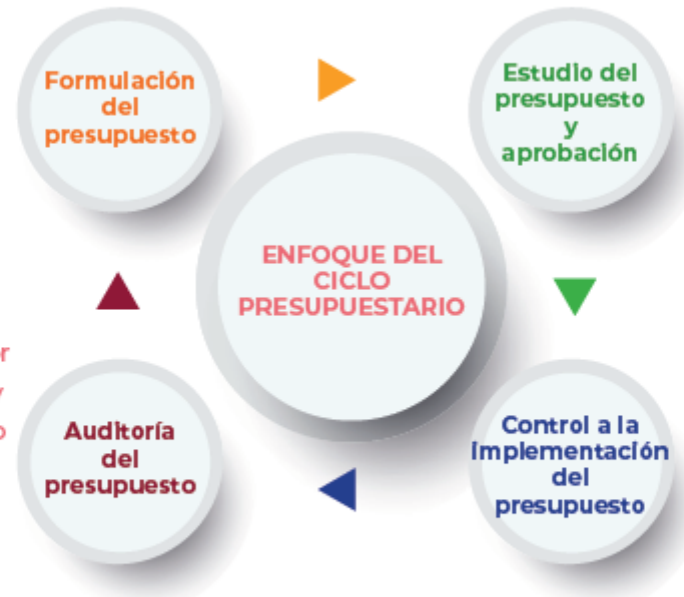 Formulación
del
presupuesto
Estudio del
presupuesto
y
aprobación
ENFOQUE DEL
CICLO
PRESUPUESTARIO
Auditoría
del
presupuesto
Control a la
implementación
del
presupuesto